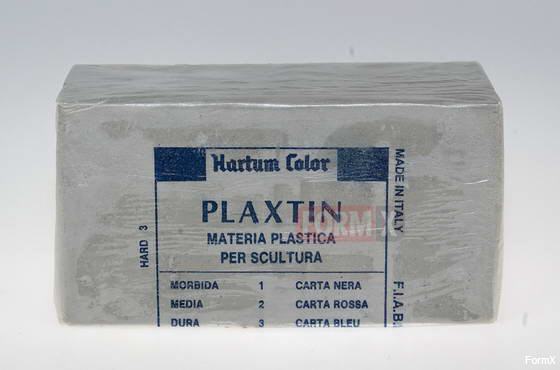 Hartum Color
PLAXTIN
MATERIA PLASTICA
PER SCULTURA
MORBIDA 1 CARTA NERA
MEDIA 2 CARTA ROSSA
DURA 3 CARTA BLEU
HARD 3
MADE IN ITALY
F.I.A.B.
FORM X
FormX